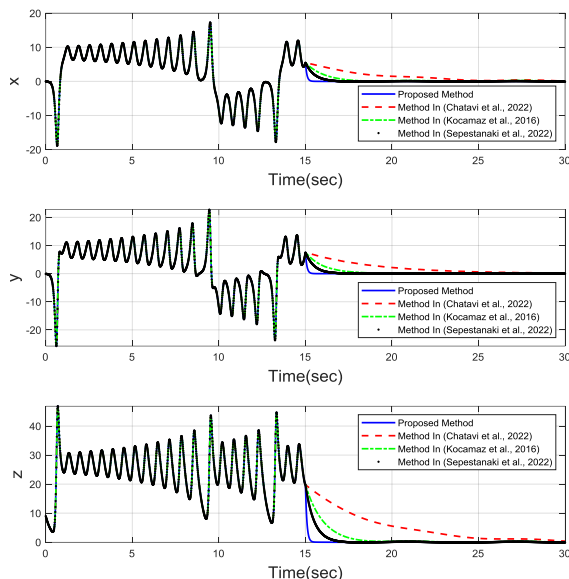 20
10
0
-10
-20
x
0 5 10 15 20 25 30
Time(sec)
Proposed Method
Method In (Chatavi et al., 2022)
Method In (Kocamaz et al., 2016)
Method In (Sepestanaki et al., 2022)
20
10
0
-10
-20
y
0 5 10 15 20 25 30
Time(sec)
Proposed Method
Method In (Chatavi et al., 2022)
Method In (Kocamaz et al., 2016)
Method In (Sepestanaki et al., 2022)
40
30
20
10
0
z
0 5 10 15 20 25 30
Time(sec)
Proposed Method
Method In (Chatavi et al., 2022)
Method In (Kocamaz et al., 2016)
Method In (Sepestanaki et al., 2022)